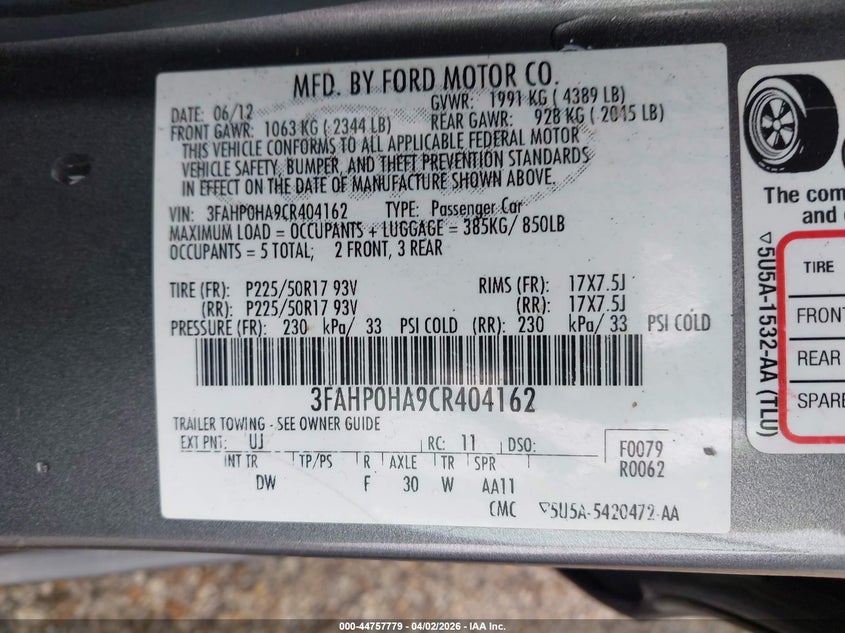 MFD. BY FORD MOTOR CO.
DATE: 06/12 GVWR: 1991 KG ( 4389 LB)
FRONT GAWR: 1063 KG ( 2344 LB) REAR GAWR: 928 KG ( 2045 LB)
THIS VEHICLE CONFORMS TO ALL APPLICABLE FEDERAL MOTOR
VEHICLE SAFETY, BUMPER, AND THEFT PREVENTION STANDARDS
IN EFFECT ON THE DATE OF MANUFACTURE SHOWN ABOVE.
VIN: 3FAHP0HA9CR404162 TYPE: Passenger Car
MAXIMUM LOAD = OCCUPANTS + LUGGAGE = 385KG/ 850LB
OCCUPANTS = 5 TOTAL; 2 FRONT, 3 REAR
TIRE (FR): P225/50R17 93V RIMS (FR): 17X7.5J
(RR): P225/50R17 93V (RR): 17X7.5J
PRESSURE (FR): 230 kPa/ 33 PSI COLD (RR): 230 kPa/ 33 PSI COLD
3FAHP0HA9CR404162
TRAILER TOWING - SEE OWNER GUIDE
EXT PNT: UJ RC: 11 DSO: F0079
R0062
INT TR TP/PS R AXLE TR SPR
DW F 30 W AA11
CMC ▽5U5A-5420472-AA
The com
and
▽5U5A-1532-AA (TLU)
TIRE
FRONT
REAR
SPARE
000-44757779 - 04/02/2026 - IAA Inc.